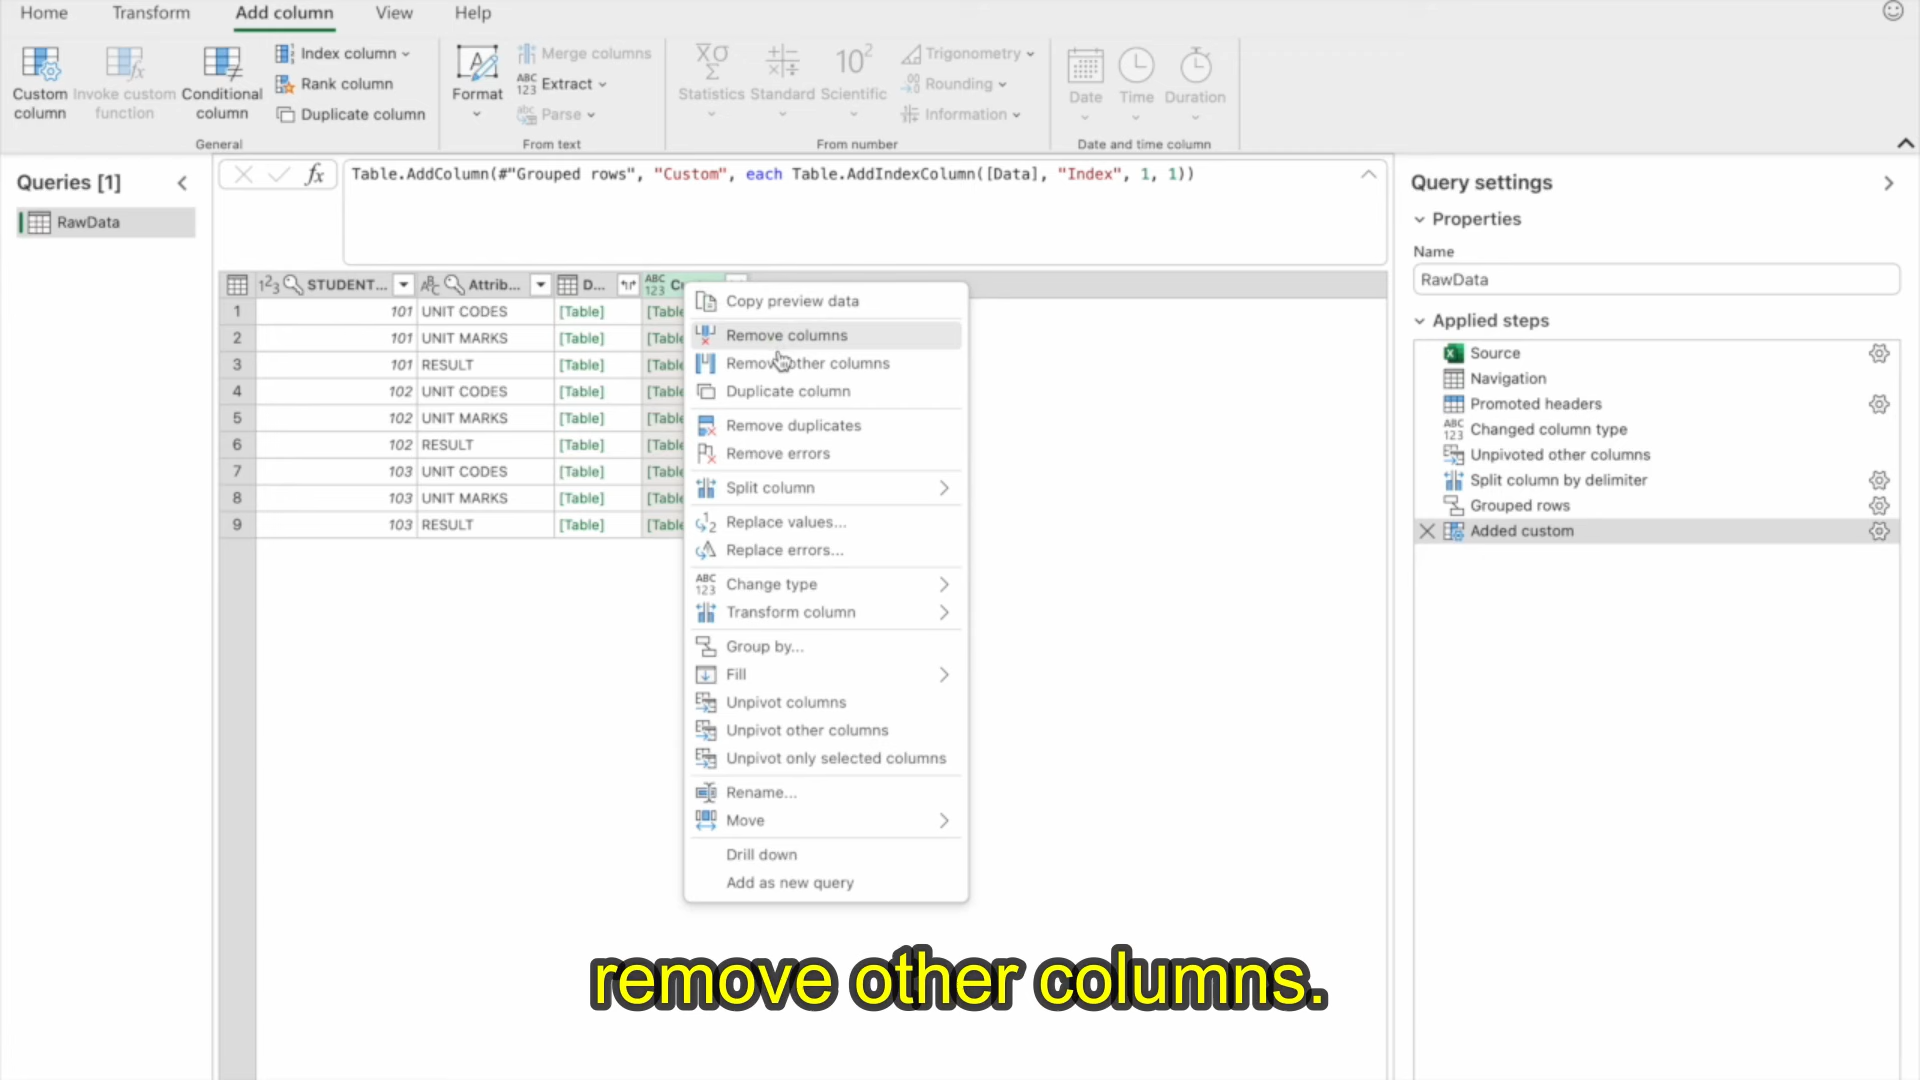 Home Transform Add column View Help
Custom column
Invoke custom function
Conditional column
Index column
Rank column
Duplicate column
General
Format
Merge columns
Extract
Parse
From text
Statistics
Standard
Scientific
10²
Trigonometry
Rounding
Information
From number
Date
Time
Duration
Date and time column
Queries [1]
RawData
fx
Table.AddColumn(#"Grouped rows", "Custom", each Table.AddIndexColumn([Data], "Index", 1, 1))
STUDENT... Attrib... D...
1 101 UNIT CODES [Table]
2 101 UNIT MARKS [Table]
3 101 RESULT [Table]
4 102 UNIT CODES [Table]
5 102 UNIT MARKS [Table]
6 102 RESULT [Table]
7 103 UNIT CODES [Table]
8 103 UNIT MARKS [Table]
9 103 RESULT [Table]
Copy preview data
Remove columns
Remove other columns
Duplicate column
Remove duplicates
Remove errors
Split column
Replace values...
Replace errors...
Change type
Transform column
Group by...
Fill
Unpivot columns
Unpivot other columns
Unpivot only selected columns
Rename...
Move
Drill down
Add as new query
Query settings
Properties
Name
RawData
Applied steps
Source
Navigation
Promoted headers
Changed column type
Unpivoted other columns
Split column by delimiter
Grouped rows
Added custom
remove other columns.